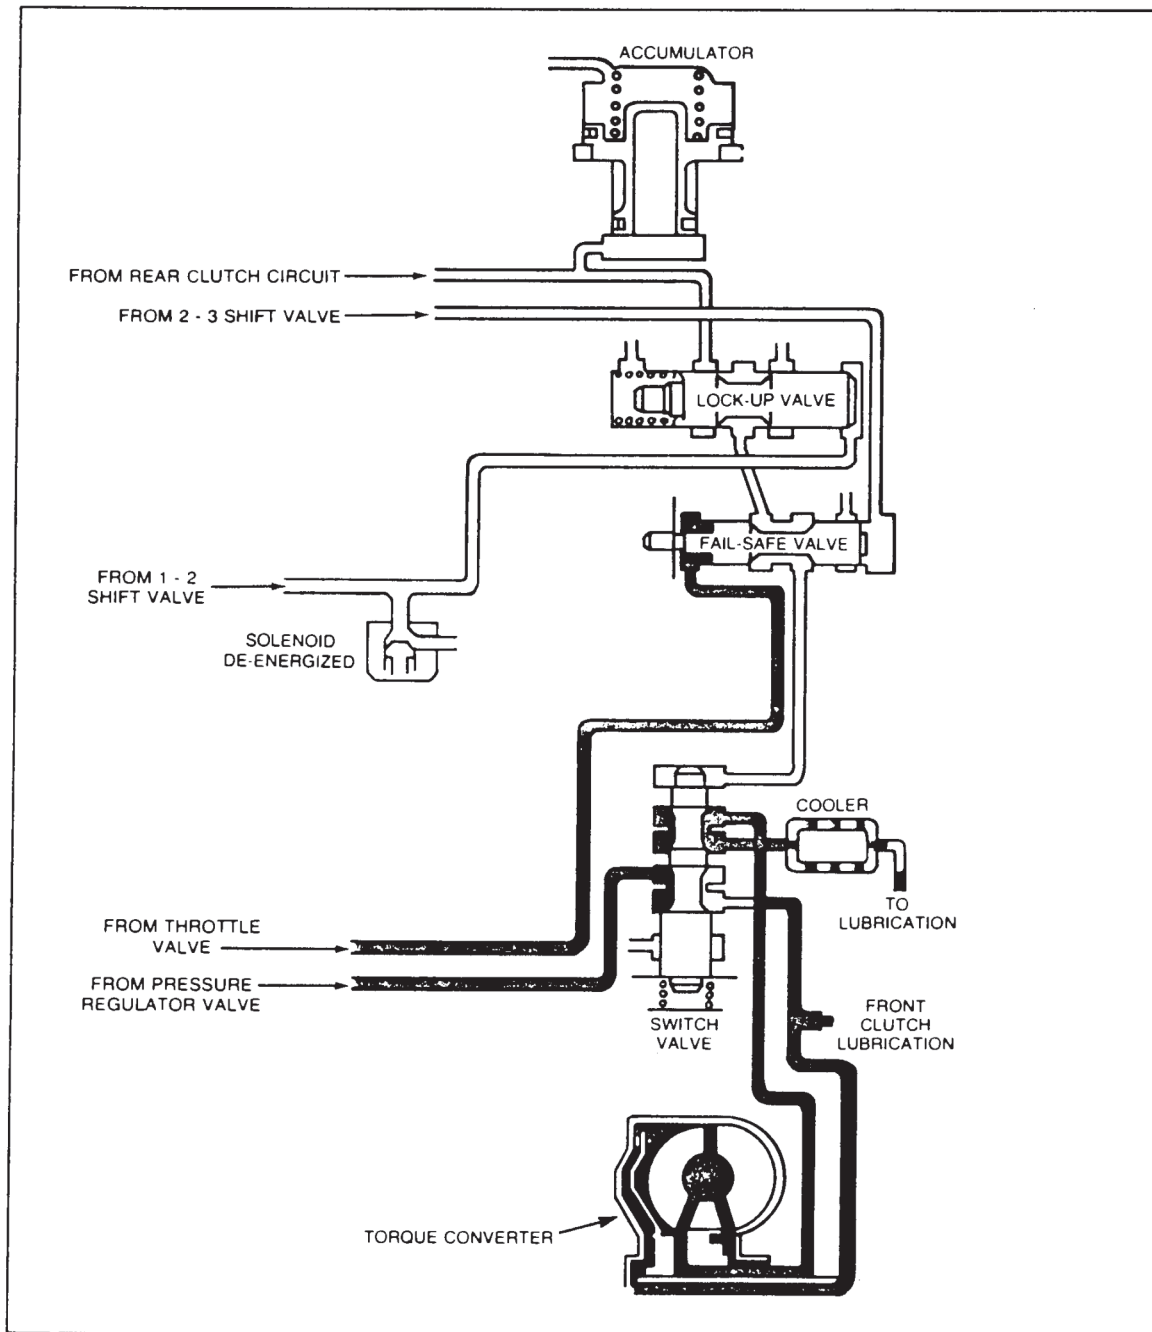 ACCUMULATOR
FROM REAR CLUTCH CIRCUIT
FROM 2 - 3 SHIFT VALVE
LOCK-UP VALVE
FAIL-SAFE VALVE
FROM 1 - 2
SHIFT VALVE
SOLENOID
DE-ENERGIZED
COOLER
TO
LUBRICATION
FROM THROTTLE
VALVE
FROM PRESSURE
REGULATOR VALVE
SWITCH
VALVE
FRONT
CLUTCH
LUBRICATION
TORQUE CONVERTER